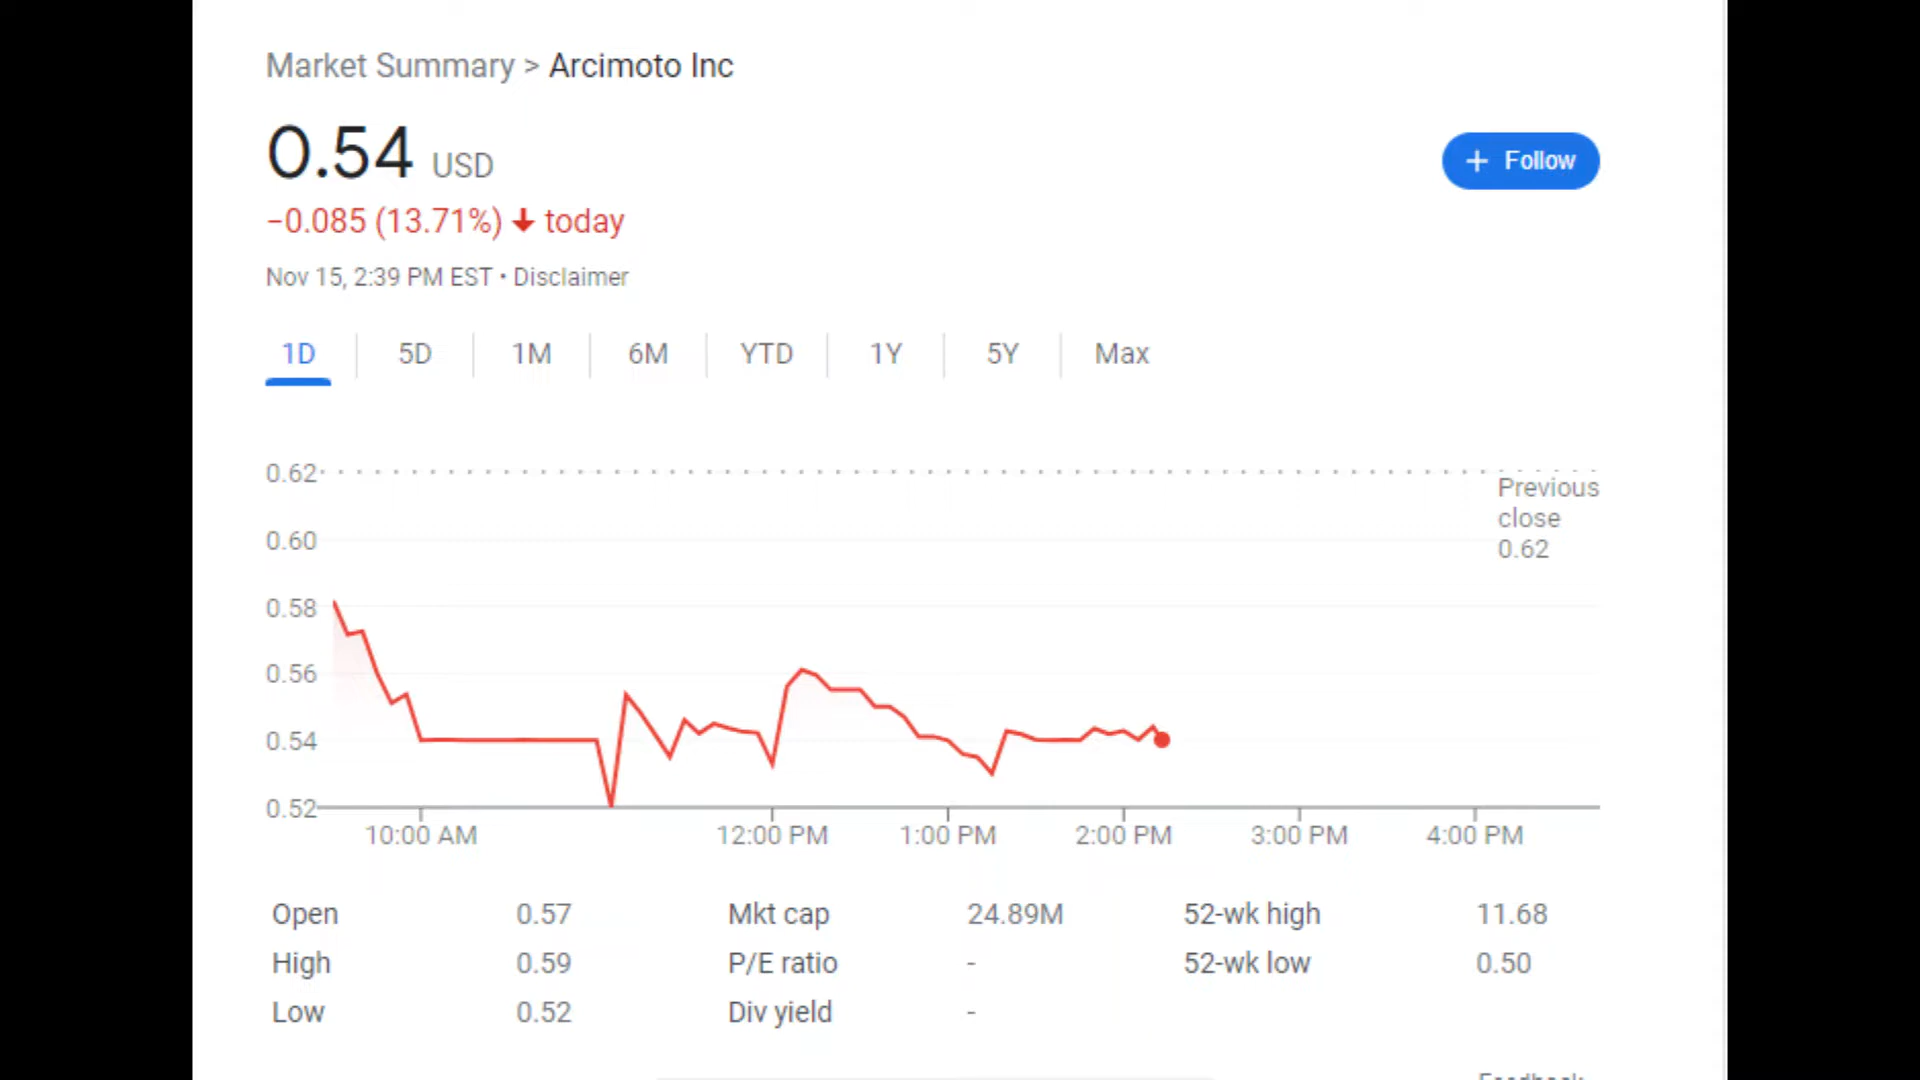 Market Summary > Arcimoto Inc
0.54 USD
+ Follow
−0.085 (13.71%) ↓ today
Nov 15, 2:39 PM EST • Disclaimer
1D 5D 1M 6M YTD 1Y 5Y Max
0.62
Previous
close
0.62
0.60
0.58
0.56
0.54
0.52
10:00 AM 12:00 PM 1:00 PM 2:00 PM 3:00 PM 4:00 PM
Open 0.57 Mkt cap 24.89M 52-wk high 11.68
High 0.59 P/E ratio - 52-wk low 0.50
Low 0.52 Div yield -
Feedback